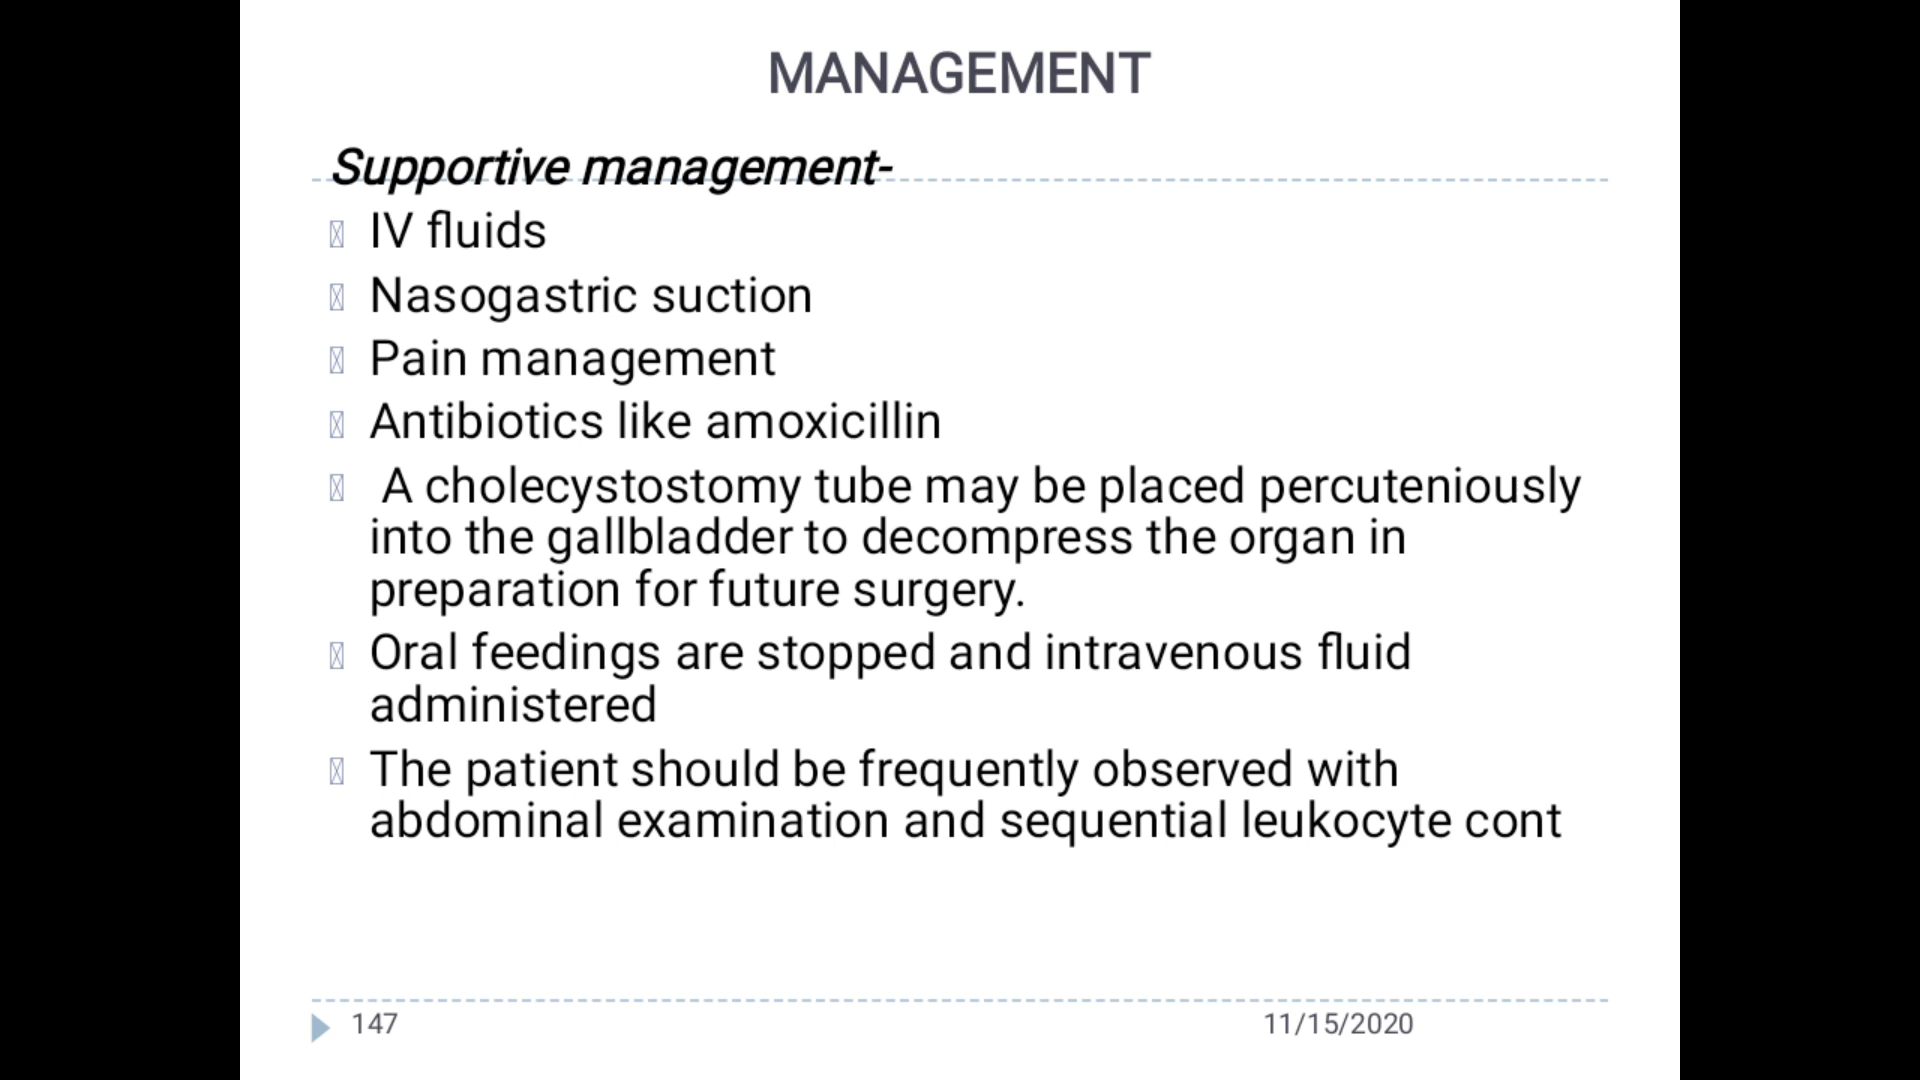 MANAGEMENT
Supportive management-
IV fluids
Nasogastric suction
Pain management
Antibiotics like amoxicillin
A cholecystostomy tube may be placed percuteniously
into the gallbladder to decompress the organ in
preparation for future surgery.
Oral feedings are stopped and intravenous fluid
administered
The patient should be frequently observed with
abdominal examination and sequential leukocyte cont
147
11/15/2020